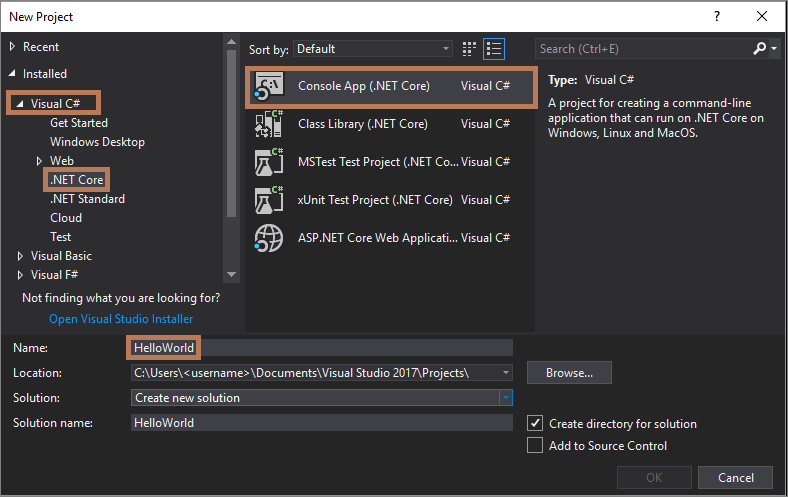 New Project
?
Recent
Installed
Visual C#
Get Started
Windows Desktop
Web
.NET Core
.NET Standard
Cloud
Test
Visual Basic
Visual F#
Not finding what you are looking for?
Open Visual Studio Installer
Sort by: Default
Console App (.NET Core) Visual C#
Class Library (.NET Core) Visual C#
MSTest Test Project (.NET Co... Visual C#
xUnit Test Project (.NET Core) Visual C#
ASP.NET Core Web Applicati... Visual C#
Search (Ctrl+E)
Type: Visual C#
A project for creating a command-line
application that can run on .NET Core on
Windows, Linux and MacOS.
Name: HelloWorld
Location: C:\Users\<username>\Documents\Visual Studio 2017\Projects\
Browse...
Solution: Create new solution
Solution name: HelloWorld
Create directory for solution
Add to Source Control
OK Cancel